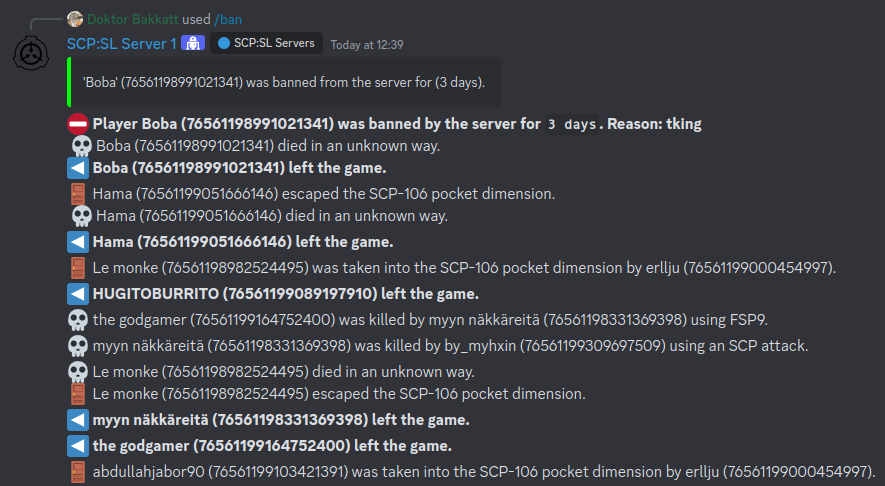 Doktor Bakkatt used /ban
SCP:SL Server 1 SCP:SL Servers Today at 12:39
'Boba' (76561198991021341) was banned from the server for (3 days).
Player Boba (76561198991021341) was banned by the server for 3 days. Reason: tking
Boba (76561198991021341) died in an unknown way.
Boba (76561198991021341) left the game.
Hama (76561199051666146) escaped the SCP-106 pocket dimension.
Hama (76561199051666146) died in an unknown way.
Hama (76561199051666146) left the game.
Le monke (76561198982524495) was taken into the SCP-106 pocket dimension by erllju (76561199000454997).
HUGITOBURRITO (76561199089197910) left the game.
the godgamer (76561199164752400) was killed by myyn näkkäreitä (76561198331369398) using FSP9.
myyn näkkäreitä (76561198331369398) was killed by by_myhxin (76561199309697509) using an SCP attack.
Le monke (76561198982524495) died in an unknown way.
Le monke (76561198982524495) escaped the SCP-106 pocket dimension.
myyn näkkäreitä (76561198331369398) left the game.
the godgamer (76561199164752400) left the game.
abdullahjabor90 (76561199103421391) was taken into the SCP-106 pocket dimension by erllju (76561199000454997).